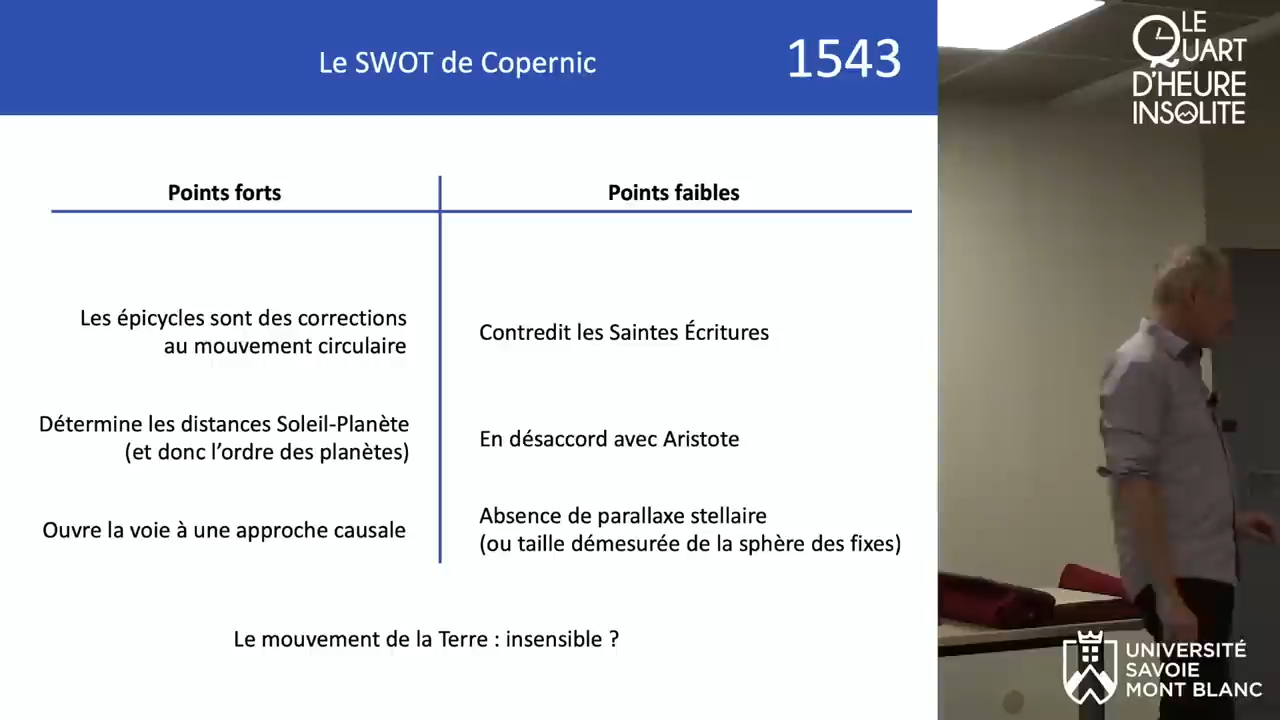 Le SWOT de Copernic
1543
Points forts
Points faibles
Les épicycles sont des corrections
au mouvement circulaire
Contredit les Saintes Écritures
Détermine les distances Soleil-Planète
(et donc l'ordre des planètes)
En désaccord avec Aristote
Ouvre la voie à une approche causale
Absence de parallaxe stellaire
(ou taille démesurée de la sphère des fixes)
Le mouvement de la Terre : insensible ?
LE
QUART
D'HEURE
INSOLITE
UNIVERSITÉ
SAVOIE
MONT BLANC